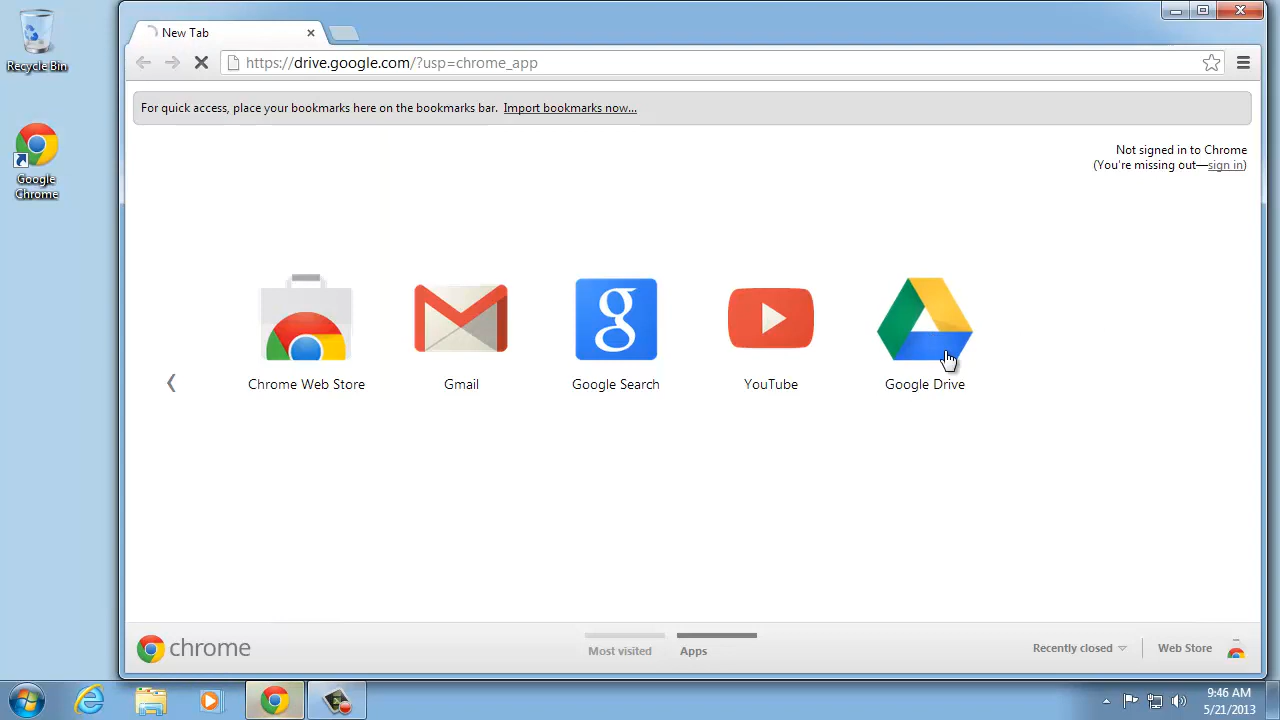 Recycle Bin
Google
Chrome
New Tab
https://drive.google.com/?usp=chrome_app
For quick access, place your bookmarks here on the bookmarks bar. Import bookmarks now...
Not signed in to Chrome
(You're missing out—sign in)
g
Chrome Web Store
Gmail
Google Search
YouTube
Google Drive
chrome
Most visited
Apps
Recently closed
Web Store
9:46 AM
5/21/2013